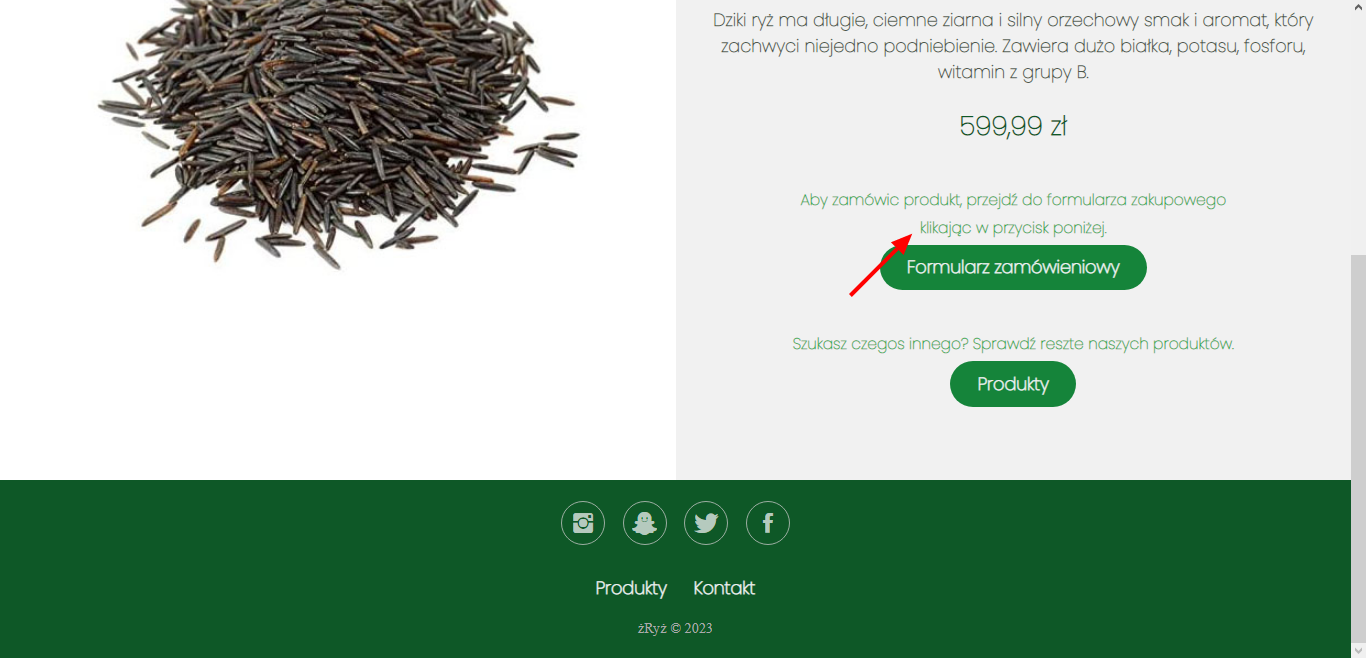 Dziki ryż ma długie, ciemne ziarna i silny orzechowy smak i aromat, który
zachwyci niejedno podniebienie. Zawiera dużo białka, potasu, fosforu,
witamin z grupy B.
599,99 zł
Aby zamówic produkt, przejdź do formularza zakupowego
klikając w przycisk poniżej.
Formularz zamówieniowy
Szukasz czegos innego? Sprawdź reszte naszych produktów.
Produkty
Produkty Kontakt
żRyż © 2023